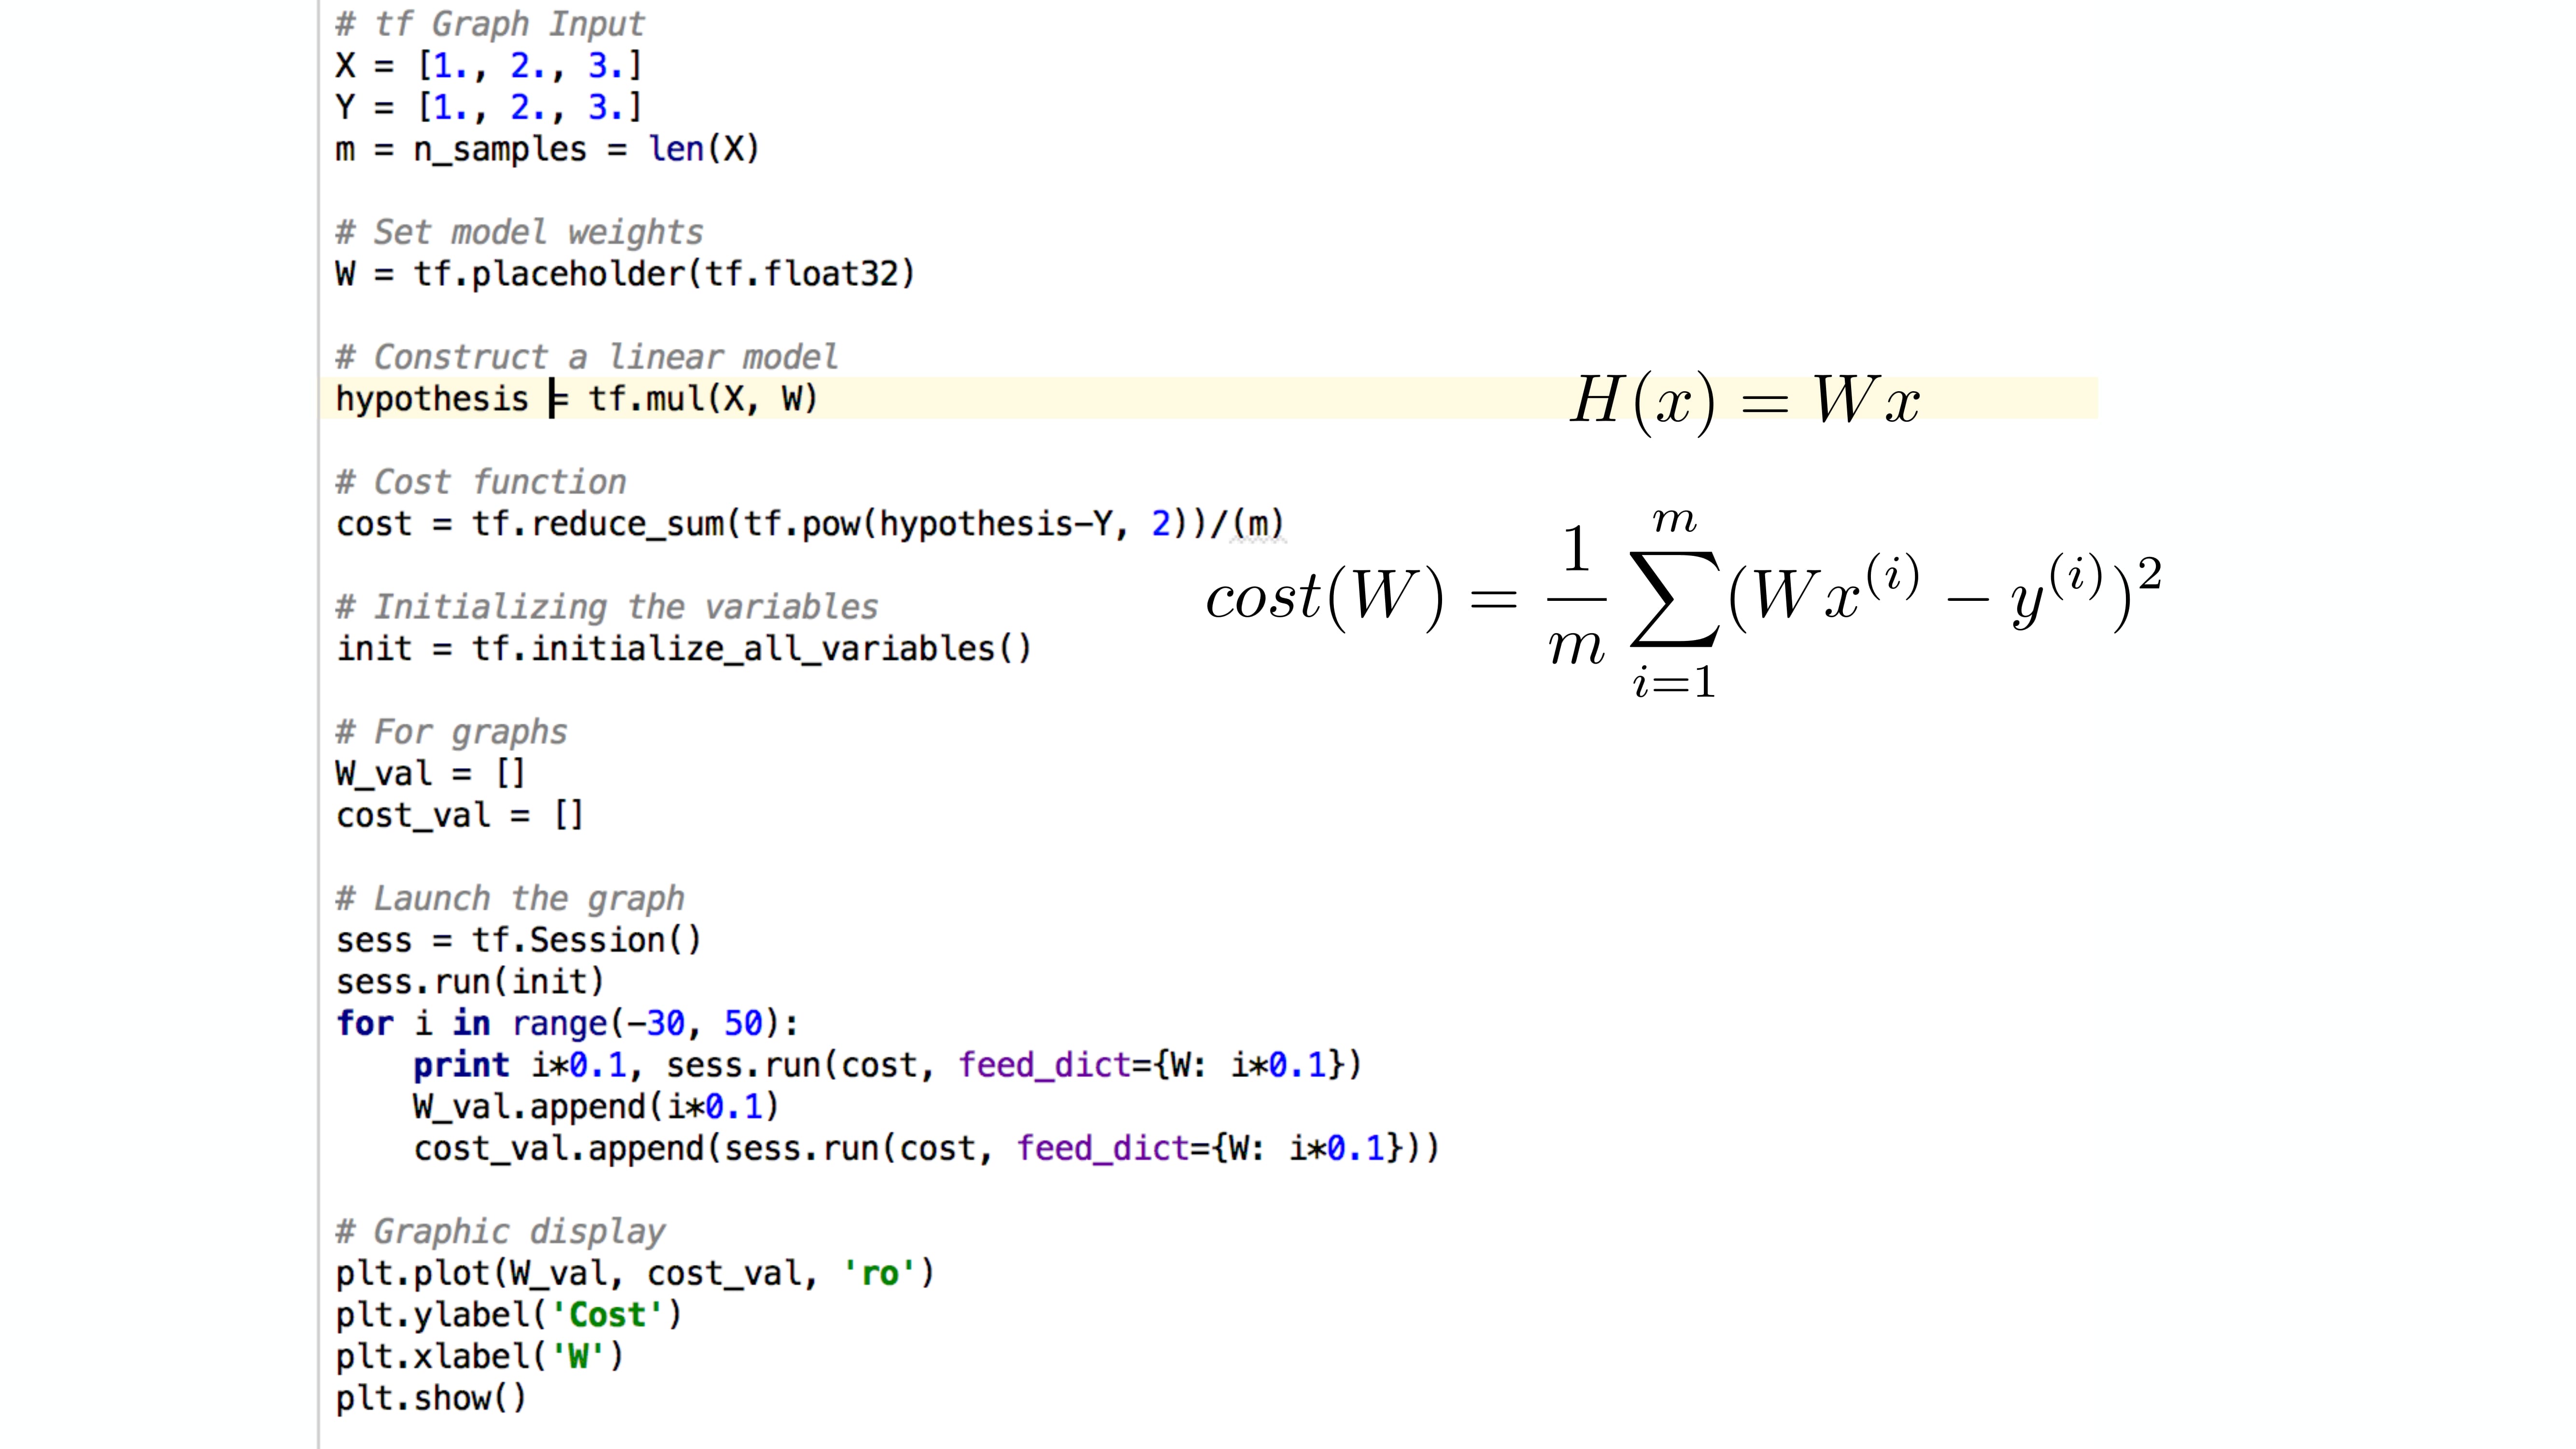 # tf Graph Input
X = [1., 2., 3.]
Y = [1., 2., 3.]
m = n_samples = len(X)
# Set model weights
W = tf.placeholder(tf.float32)
# Construct a linear model
hypothesis = tf.mul(X, W)
H(x) = Wx
# Cost function
cost = tf.reduce_sum(tf.pow(hypothesis-Y, 2))/(m)
cost(W) = \frac{1}{m} \sum_{i=1}^{m} (Wx^{(i)} - y^{(i)})^2
# Initializing the variables
init = tf.initialize_all_variables()
# For graphs
W_val = []
cost_val = []
# Launch the graph
sess = tf.Session()
sess.run(init)
for i in range(-30, 50):
    print i*0.1, sess.run(cost, feed_dict={W: i*0.1})
    W_val.append(i*0.1)
    cost_val.append(sess.run(cost, feed_dict={W: i*0.1}))
# Graphic display
plt.plot(W_val, cost_val, 'ro')
plt.ylabel('Cost')
plt.xlabel('W')
plt.show()